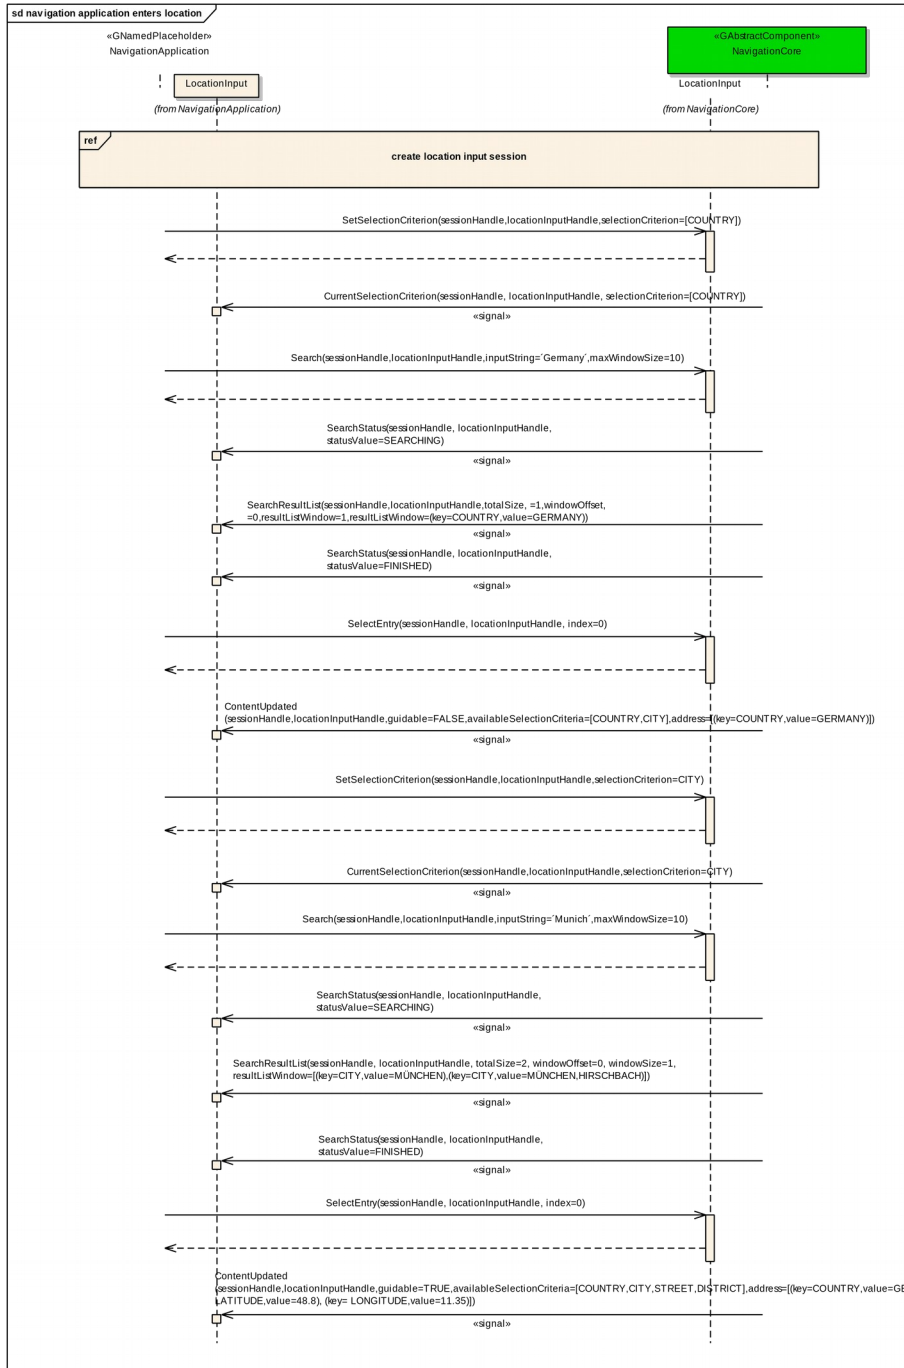 sd navigation application enters location
«GNamedPlaceholder»
NavigationApplication
«GAbstractComponent»
NavigationCore
LocationInput
LocationInput
(from NavigationApplication)
(from NavigationCore)
ref
create location input session
SetSelectionCriterion(sessionHandle,locationInputHandle,selectionCriterion=[COUNTRY])
CurrentSelectionCriterion(sessionHandle, locationInputHandle, selectionCriterion=[COUNTRY])
«signal»
Search(sessionHandle,locationInputHandle,inputString=´Germany´,maxWindowSize=10)
SearchStatus(sessionHandle, locationInputHandle,
statusValue=SEARCHING)
«signal»
SearchResultList(sessionHandle,locationInputHandle,totalSize, =1,windowOffset,
=0,resultListWindow=1,resultListWindow=(key=COUNTRY,value=GERMANY))
«signal»
SearchStatus(sessionHandle, locationInputHandle,
statusValue=FINISHED)
«signal»
SelectEntry(sessionHandle, locationInputHandle, index=0)
ContentUpdated
(sessionHandle,locationInputHandle,guidable=FALSE,availableSelectionCriteria=[COUNTRY,CITY],address=[(key=COUNTRY,value=GERMANY)])
«signal»
SetSelectionCriterion(sessionHandle,locationInputHandle,selectionCriterion=CITY)
CurrentSelectionCriterion(sessionHandle,locationInputHandle,selectionCriterion=CITY)
«signal»
Search(sessionHandle,locationInputHandle,inputString=´Munich´,maxWindowSize=10)
SearchStatus(sessionHandle, locationInputHandle,
statusValue=SEARCHING)
«signal»
SearchResultList(sessionHandle, locationInputHandle, totalSize=2, windowOffset=0, windowSize=1,
resultListWindow=[(key=CITY,value=MÜNCHEN),(key=CITY,value=MÜNCHEN,HIRSCHBACH)])
«signal»
SearchStatus(sessionHandle, locationInputHandle,
statusValue=FINISHED)
«signal»
SelectEntry(sessionHandle, locationInputHandle, index=0)
ContentUpdated
(sessionHandle,locationInputHandle,guidable=TRUE,availableSelectionCriteria=[COUNTRY,CITY,STREET,DISTRICT],address=[(key=COUNTRY,value=GE
LATITUDE,value=48.8), (key= LONGITUDE,value=11.35)])
«signal»